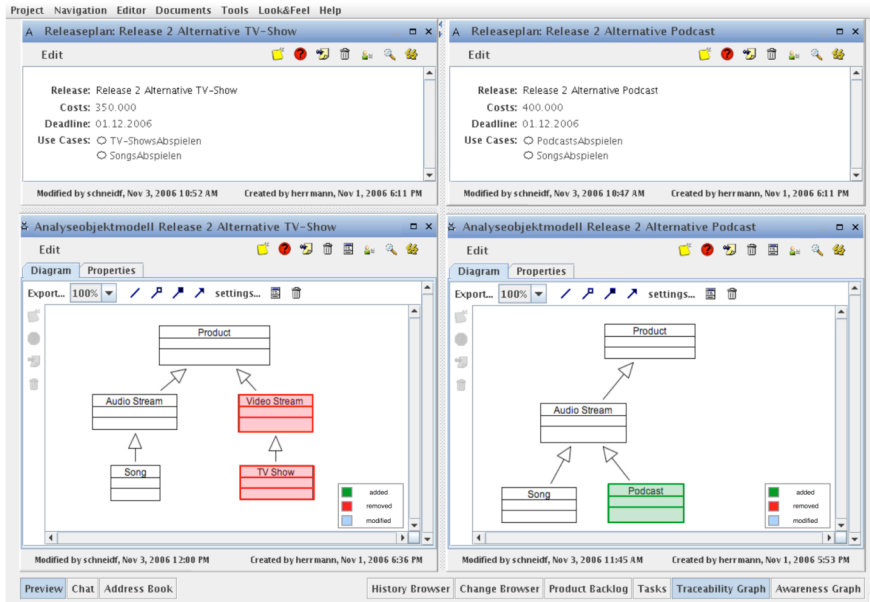 Project Navigation Editor Documents Tools Look&Feel Help
A Releaseplan: Release 2 Alternative TV-Show
Edit
Release: Release 2 Alternative TV-Show
Costs: 350.000
Deadline: 01.12.2006
Use Cases: TV-ShowsAbspielen
SongsAbspielen
Modified by schneidf, Nov 3, 2006 10:52 AM Created by herrmann, Nov 1, 2006 6:11 PM
A Releaseplan: Release 2 Alternative Podcast
Edit
Release: Release 2 Alternative Podcast
Costs: 400.000
Deadline: 01.12.2006
Use Cases: PodcastsAbspielen
SongsAbspielen
Modified by schneidf, Nov 3, 2006 10:47 AM Created by herrmann, Nov 1, 2006 6:11 PM
Analyseobjektmodell Release 2 Alternative TV-Show
Edit
Diagram Properties
Export... 100% settings...
Product
Audio Stream Video Stream
Song TV Show
added
removed
modified
Modified by schneidf, Nov 3, 2006 12:00 PM Created by herrmann, Nov 1, 2006 6:36 PM
Analyseobjektmodell Release 2 Alternative Podcast
Edit
Diagram Properties
Export... 100% settings...
Product
Audio Stream
Song Podcast
added
removed
modified
Modified by schneidf, Nov 3, 2006 11:45 AM Created by herrmann, Nov 1, 2006 5:53 PM
Preview Chat Address Book History Browser Change Browser Product Backlog Tasks Traceability Graph Awareness Graph